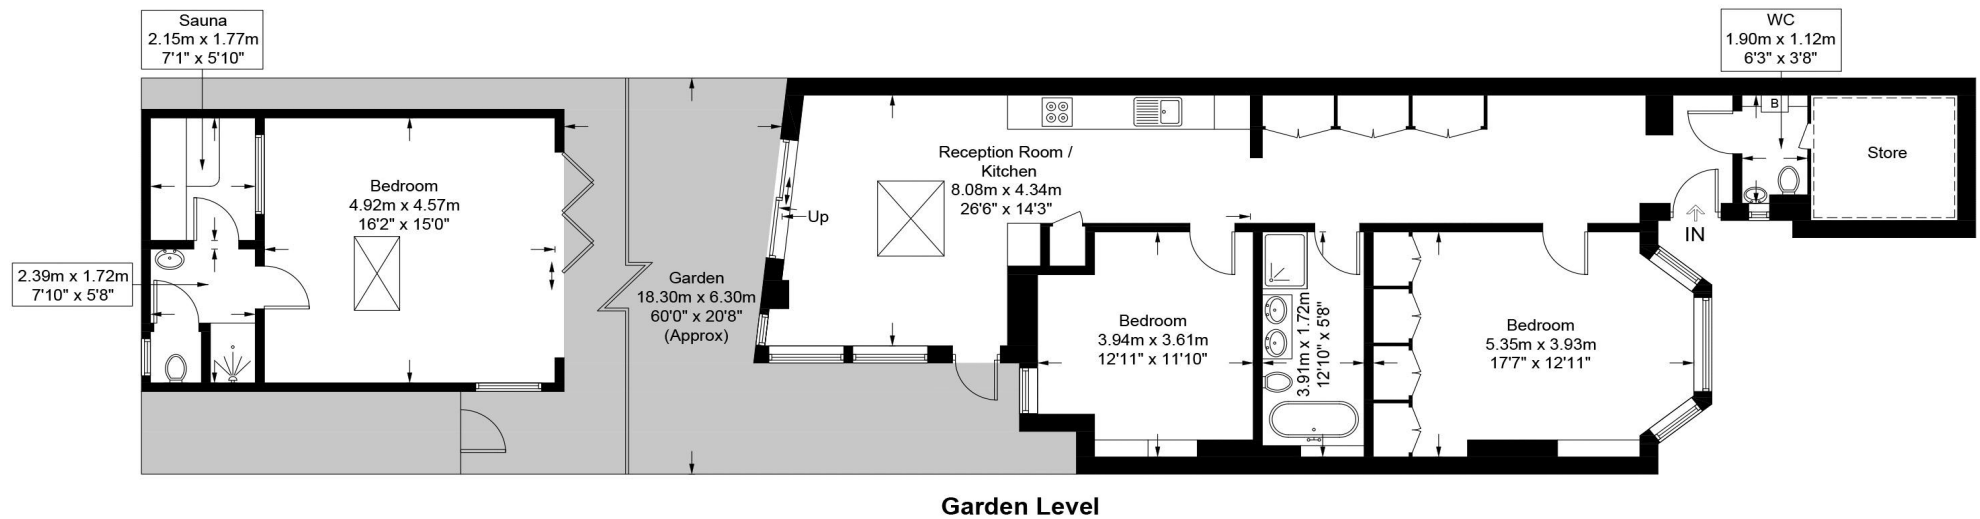 Sauna
2.15m x 1.77m
7'1" x 5'10"
WC
1.90m x 1.12m
6'3" x 3'8"
B
Store
Reception Room /
Kitchen
8.08m x 4.34m
26'6" x 14'3"
Bedroom
4.92m x 4.57m
16'2" x 15'0"
Up
IN
2.39m x 1.72m
7'10" x 5'8"
Garden
18.30m x 6.30m
60'0" x 20'8"
(Approx)
Bedroom
3.94m x 3.61m
12'11" x 11'10"
3.91m x 1.72m
12'10" x 5'8"
Bedroom
5.35m x 3.93m
17'7" x 12'11"
Garden Level